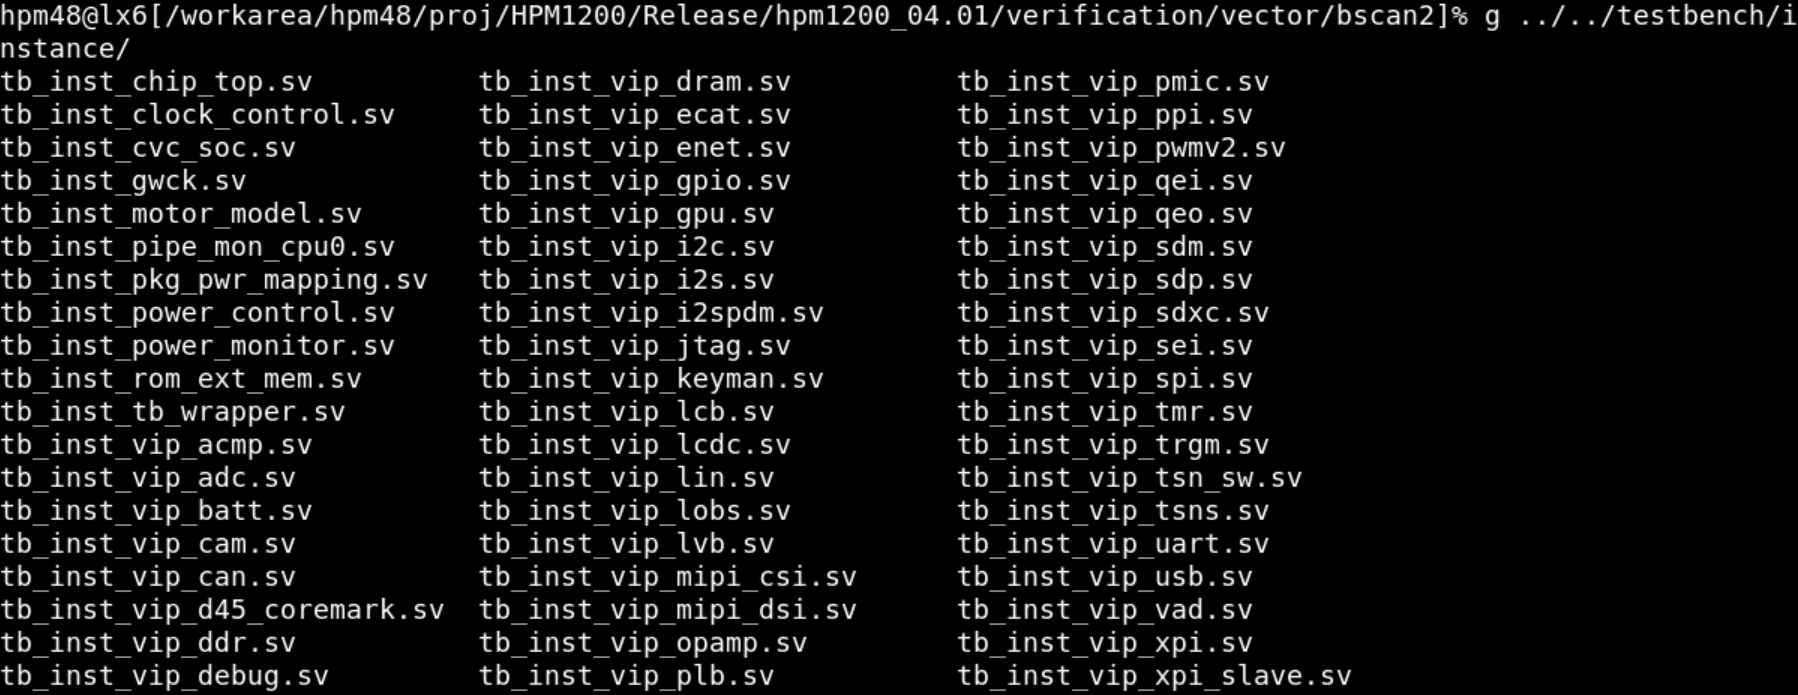 hpm48@lx6[/workarea/hpm48/proj/HPM1200/Release/hpm1200_04.01/verification/vector/bscan2]% g ../../testbench/i
nstance/
tb_inst_chip_top.sv tb_inst_vip_dram.sv tb_inst_vip_pmic.sv
tb_inst_clock_control.sv tb_inst_vip_ecat.sv tb_inst_vip_ppi.sv
tb_inst_cvc_soc.sv tb_inst_vip_enet.sv tb_inst_vip_pwmv2.sv
tb_inst_gwck.sv tb_inst_vip_gpio.sv tb_inst_vip_qei.sv
tb_inst_motor_model.sv tb_inst_vip_gpu.sv tb_inst_vip_qeo.sv
tb_inst_pipe_mon_cpu0.sv tb_inst_vip_i2c.sv tb_inst_vip_sdm.sv
tb_inst_pkg_pwr_mapping.sv tb_inst_vip_i2s.sv tb_inst_vip_sdp.sv
tb_inst_power_control.sv tb_inst_vip_i2spdm.sv tb_inst_vip_sdxc.sv
tb_inst_power_monitor.sv tb_inst_vip_jtag.sv tb_inst_vip_sei.sv
tb_inst_rom_ext_mem.sv tb_inst_vip_keyman.sv tb_inst_vip_spi.sv
tb_inst_tb_wrapper.sv tb_inst_vip_lcb.sv tb_inst_vip_tmr.sv
tb_inst_vip_acmp.sv tb_inst_vip_lcdc.sv tb_inst_vip_trgm.sv
tb_inst_vip_adc.sv tb_inst_vip_lin.sv tb_inst_vip_tsn_sw.sv
tb_inst_vip_batt.sv tb_inst_vip_lobs.sv tb_inst_vip_tsns.sv
tb_inst_vip_cam.sv tb_inst_vip_lvb.sv tb_inst_vip_uart.sv
tb_inst_vip_can.sv tb_inst_vip_mipi_csi.sv tb_inst_vip_usb.sv
tb_inst_vip_d45_coremark.sv tb_inst_vip_mipi_dsi.sv tb_inst_vip_vad.sv
tb_inst_vip_ddr.sv tb_inst_vip_opamp.sv tb_inst_vip_xpi.sv
tb_inst_vip_debug.sv tb_inst_vip_plb.sv tb_inst_vip_xpi_slave.sv